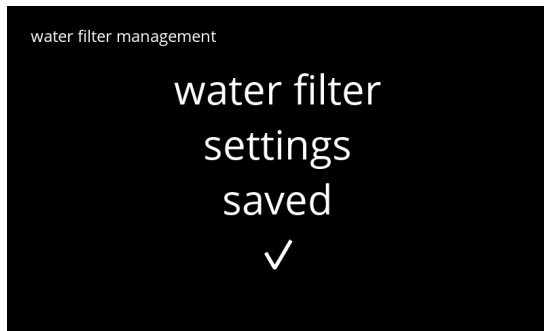 water filter management
water filter
settings
saved
✓